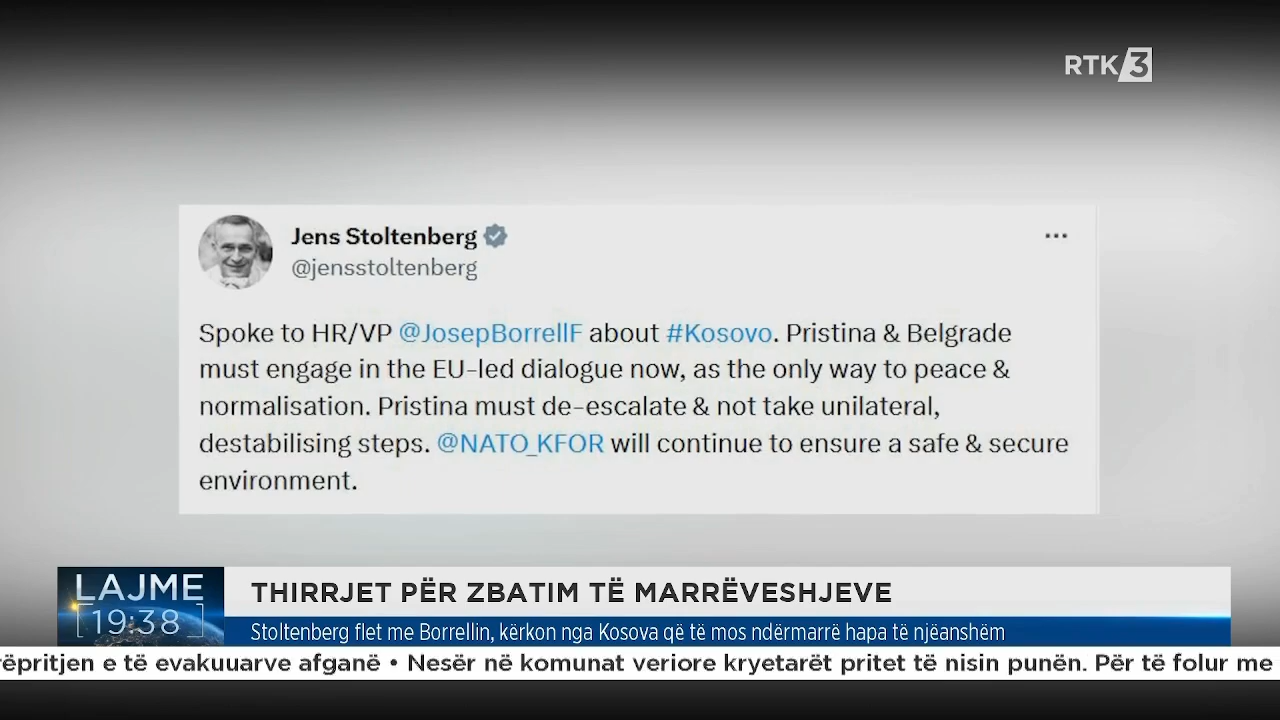 RTK 3
Jens Stoltenberg
@jensstoltenberg
Spoke to HR/VP @JosepBorrellF about #Kosovo. Pristina & Belgrade
must engage in the EU-led dialogue now, as the only way to peace &
normalisation. Pristina must de-escalate & not take unilateral,
destabilising steps. @NATO_KFOR will continue to ensure a safe & secure
environment.
LAJME
19:38
THIRRJET PËR ZBATIM TË MARRËVESHJEVE
Stoltenberg flet me Borrellin, kërkon nga Kosova që të mos ndërmarrë hapa të njëanshëm
ëpritjen e të evakuuarve afganë • Nesër në komunat veriore kryetarët pritet të nisin punën. Për të folur me